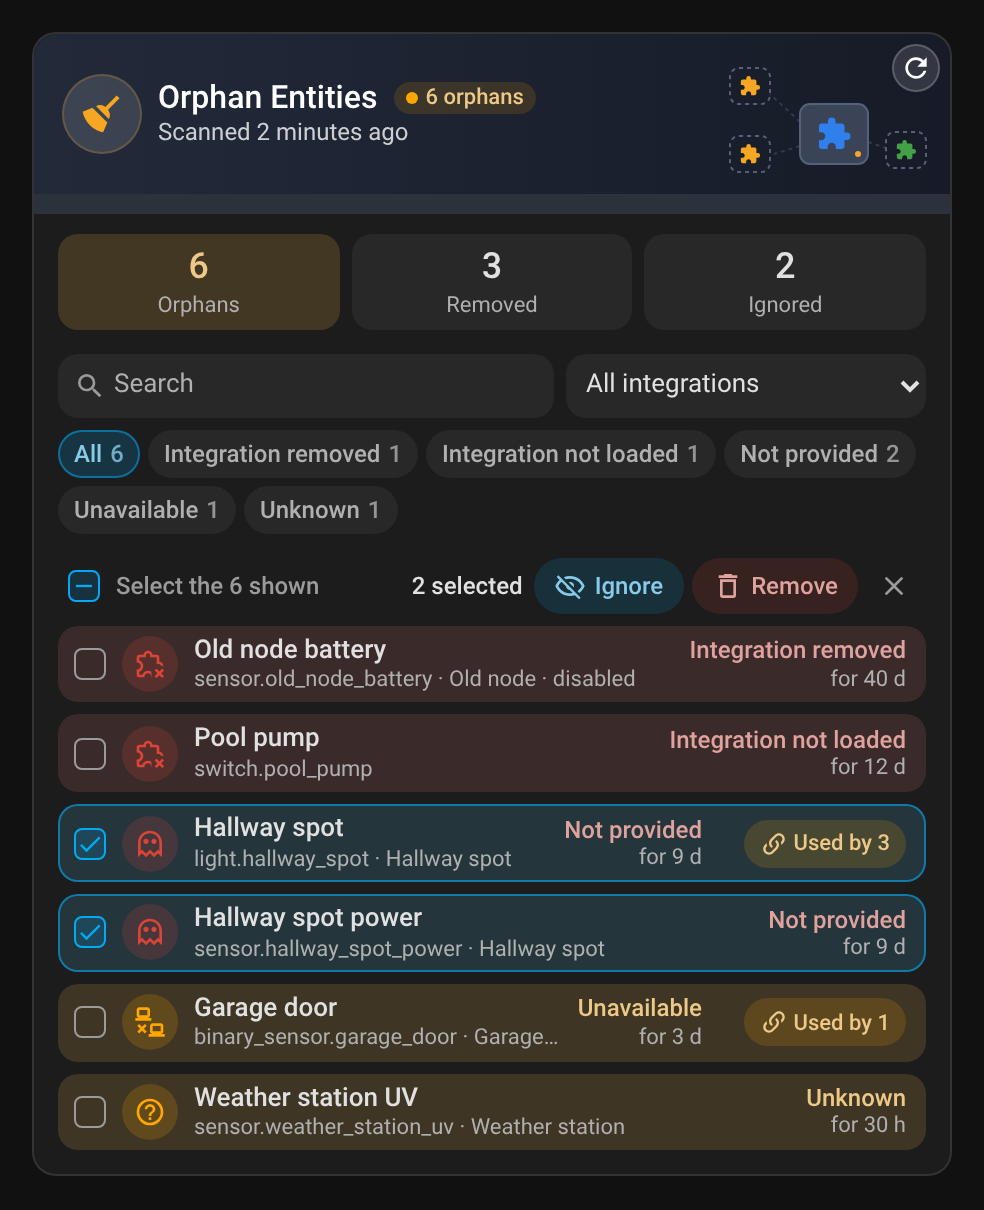 Orphan Entities
6 orphans
Scanned 2 minutes ago
6
Orphans
3
Removed
2
Ignored
Search
All integrations
All 6
Integration removed 1
Integration not loaded 1
Not provided 2
Unavailable 1
Unknown 1
Select the 6 shown
2 selected
Ignore
Remove
Old node battery
sensor.old_node_battery · Old node · disabled
Integration removed
for 40 d
Pool pump
switch.pool_pump
Integration not loaded
for 12 d
Hallway spot
light.hallway_spot · Hallway spot
Not provided
for 9 d
Used by 3
Hallway spot power
sensor.hallway_spot_power · Hallway spot
Not provided
for 9 d
Garage door
binary_sensor.garage_door · Garage…
Unavailable
for 3 d
Used by 1
Weather station UV
sensor.weather_station_uv · Weather station
Unknown
for 30 h